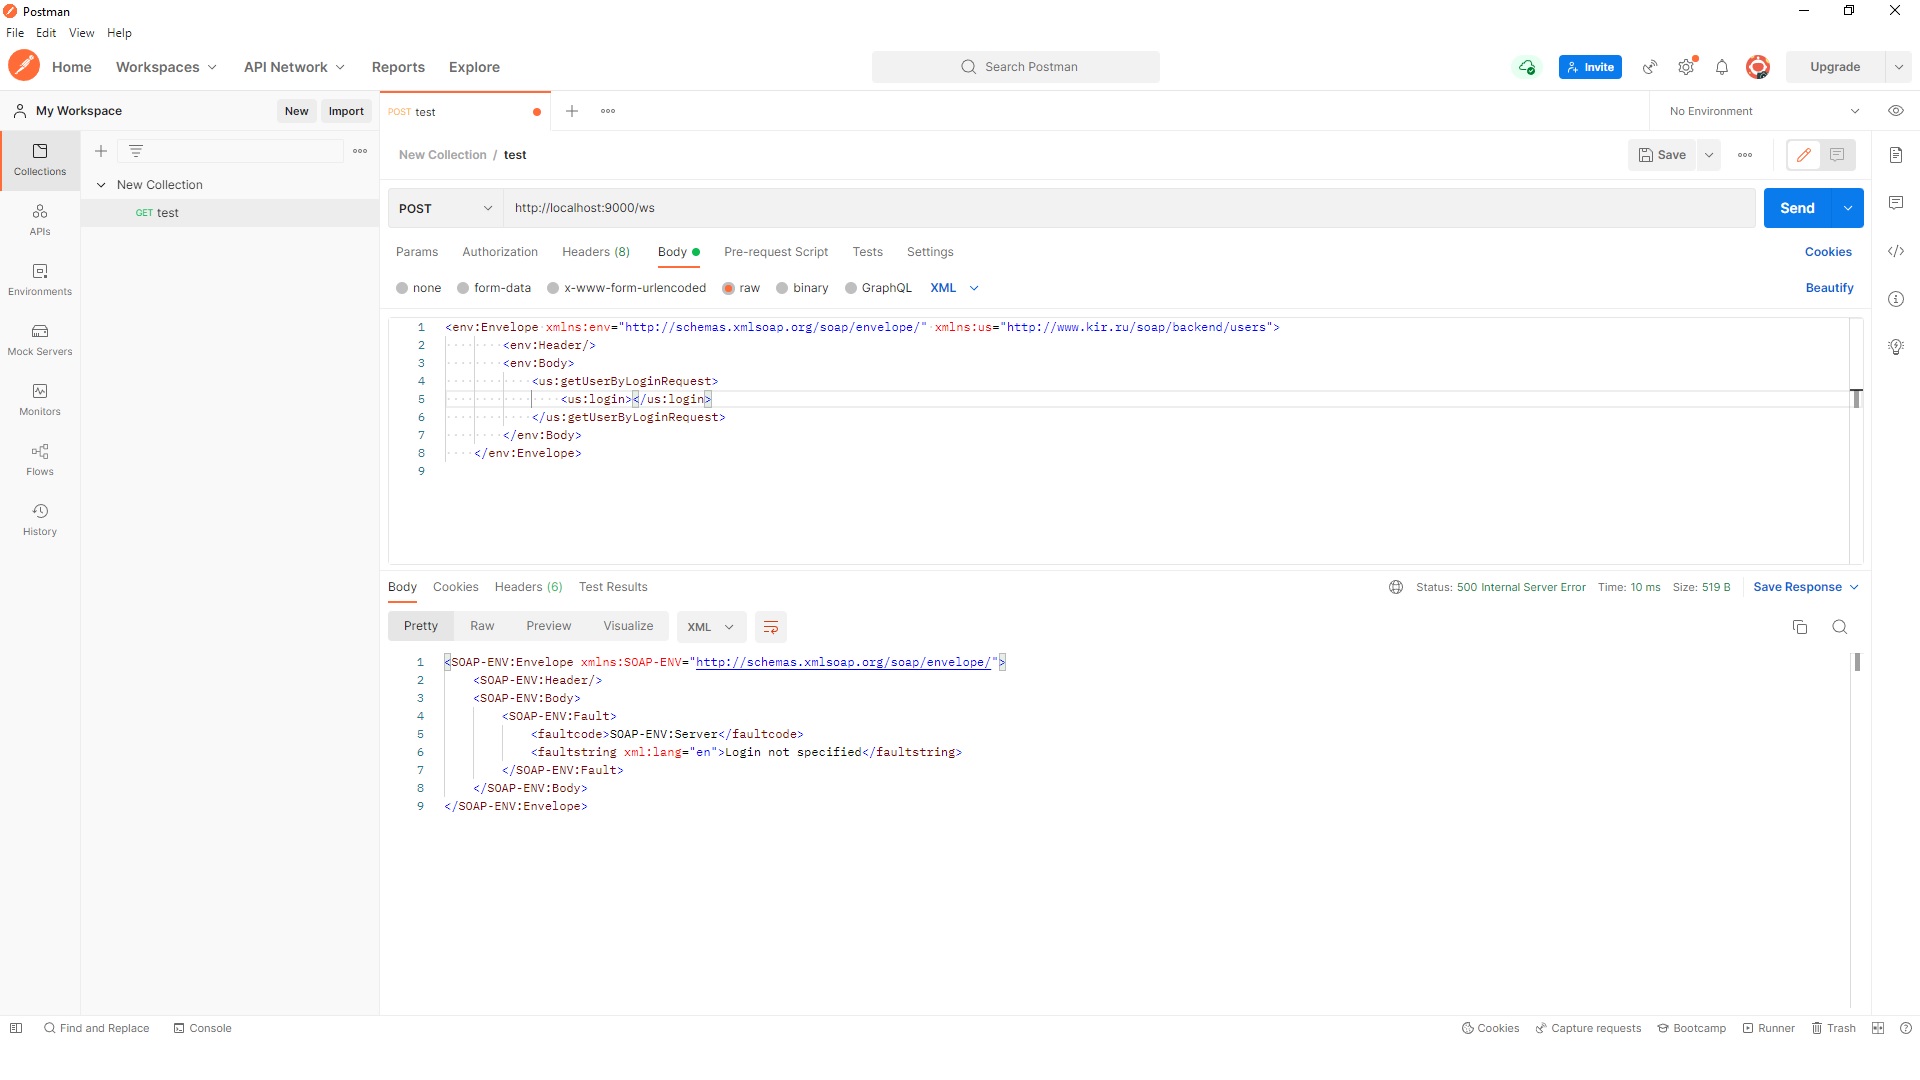 Postman
File Edit View Help
Home Workspaces API Network Reports Explore Search Postman Invite Upgrade
My Workspace New Import POST test No Environment
Collections
New Collection / test Save
New Collection
GET test
POST http://localhost:9000/ws Send
APIs
Environments
Mock Servers
Monitors
Flows
History
Params Authorization Headers (8) Body Pre-request Script Tests Settings Cookies
none form-data x-www-form-urlencoded raw binary GraphQL XML Beautify
1 <env:Envelope xmlns:env="http://schemas.xmlsoap.org/soap/envelope/" xmlns:us="http://www.kir.ru/soap/backend/users">
2 <env:Header/>
3 <env:Body>
4 <us:getUserByLoginRequest>
5 <us:login></us:login>
6 </us:getUserByLoginRequest>
7 </env:Body>
8 </env:Envelope>
9
Body Cookies Headers (6) Test Results Status: 500 Internal Server Error Time: 10 ms Size: 519 B Save Response
Pretty Raw Preview Visualize XML
1 <SOAP-ENV:Envelope xmlns:SOAP-ENV="http://schemas.xmlsoap.org/soap/envelope/">
2 <SOAP-ENV:Header/>
3 <SOAP-ENV:Body>
4 <SOAP-ENV:Fault>
5 <faultcode>SOAP-ENV:Server</faultcode>
6 <faultstring xml:lang="en">Login not specified</faultstring>
7 </SOAP-ENV:Fault>
8 </SOAP-ENV:Body>
9 </SOAP-ENV:Envelope>
Find and Replace Console Cookies Capture requests Bootcamp Runner Trash